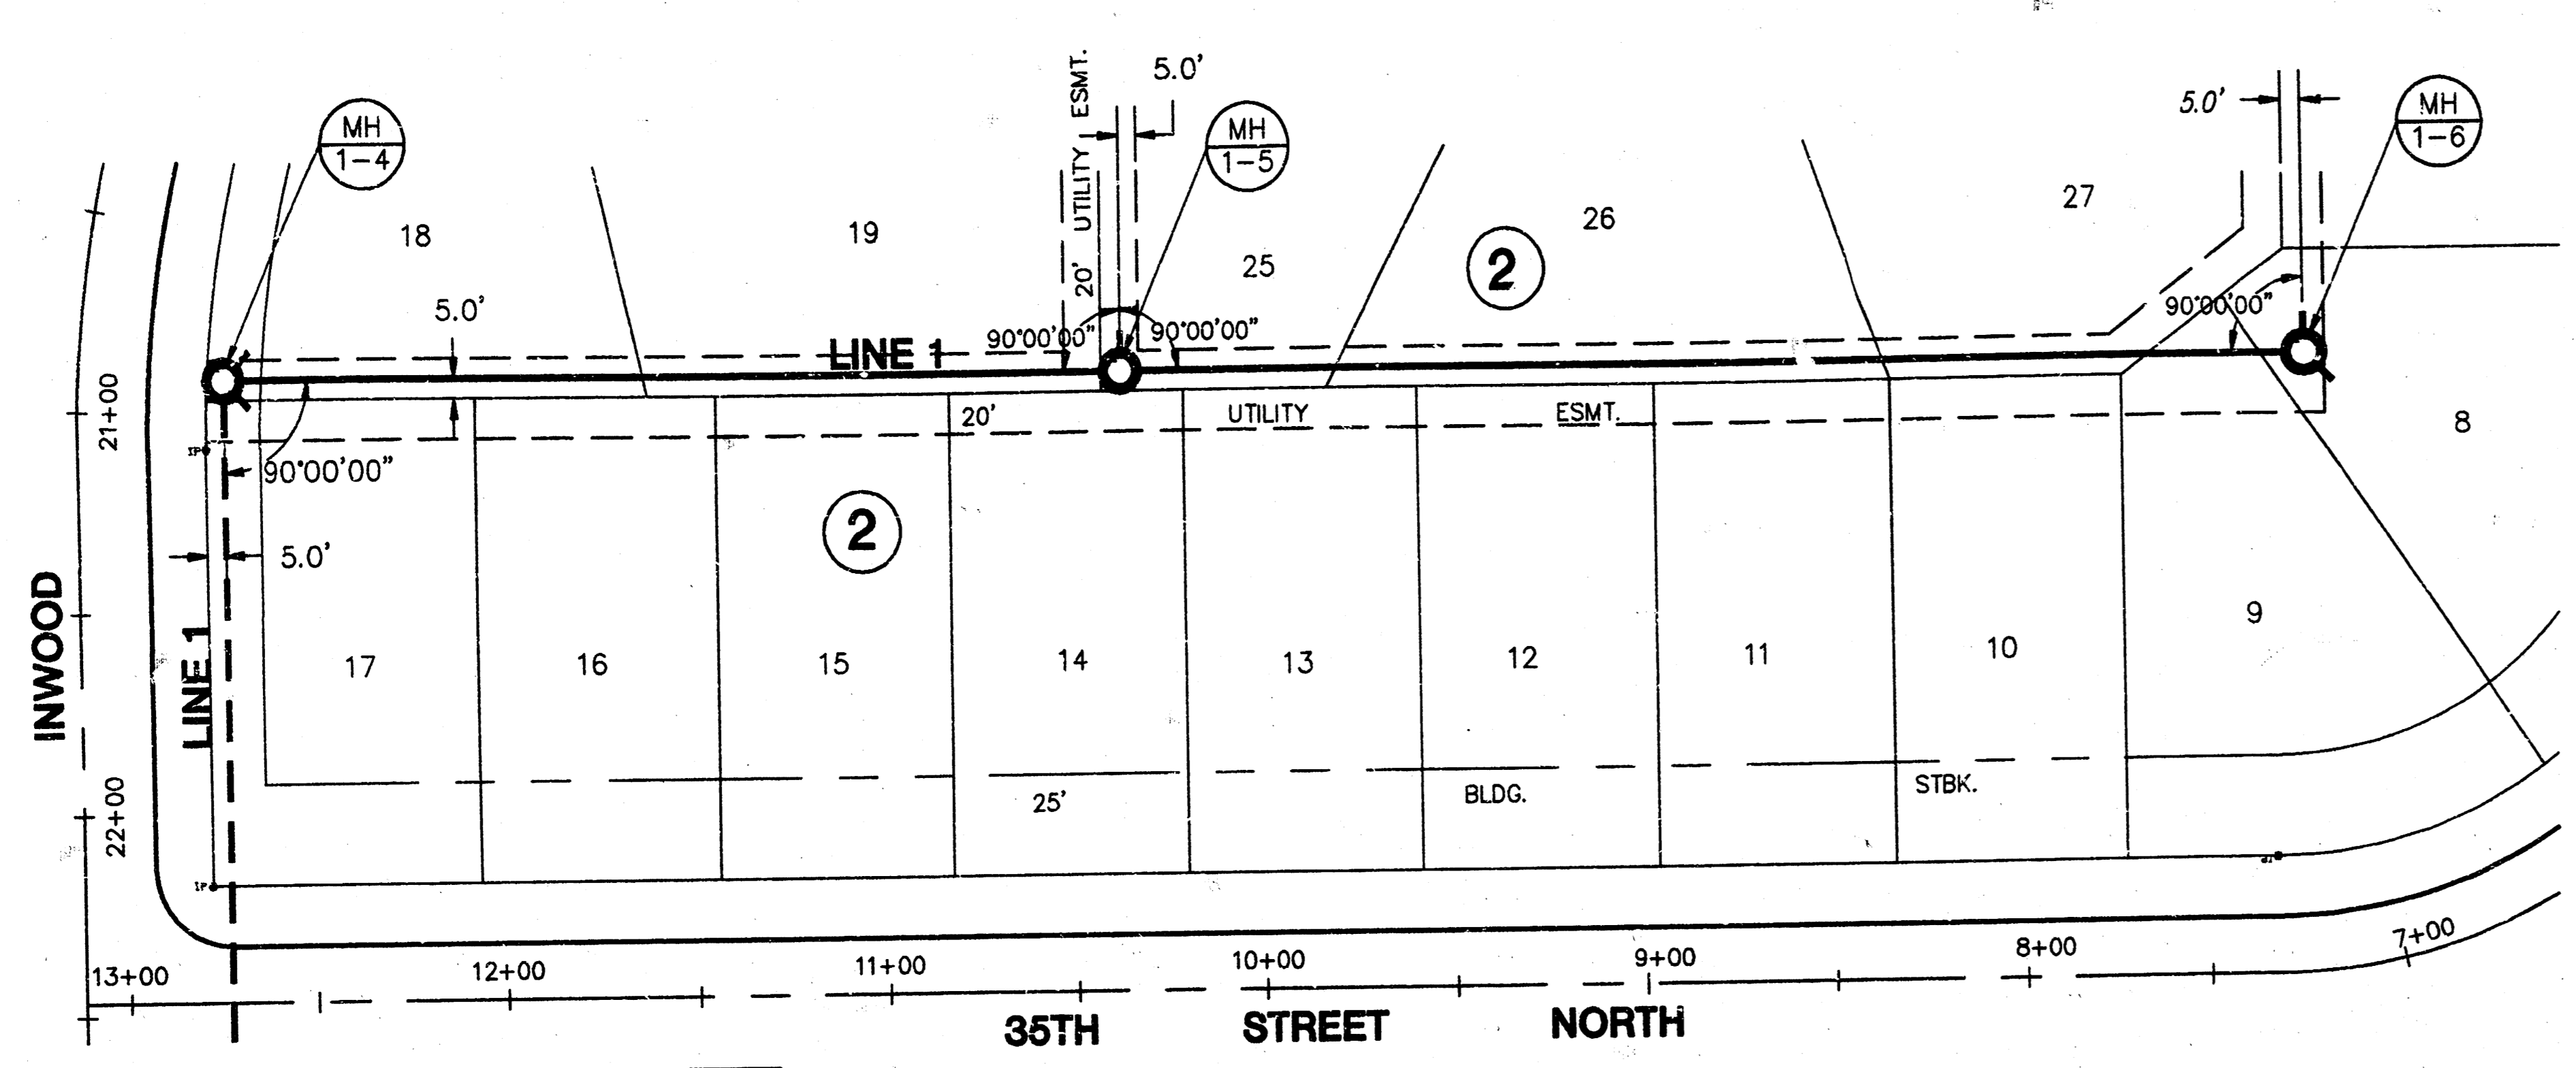 20' UTILITY ESMT.
5.0'
5.0'
MH
1-4
MH
1-5
MH
1-6
18
19
25
26
27
2
5.0'
LINE 1
90°00'00"
90°00'00"
90°00'00"
21+00
20'
UTILITY
ESMT.
8
IP
90°00'00"
2
5.0'
INWOOD
LINE 1
17
16
15
14
13
12
11
10
9
22+00
25'
BLDG.
STBK.
IP
13+00
12+00
11+00
10+00
9+00
8+00
7+00
35TH STREET NORTH